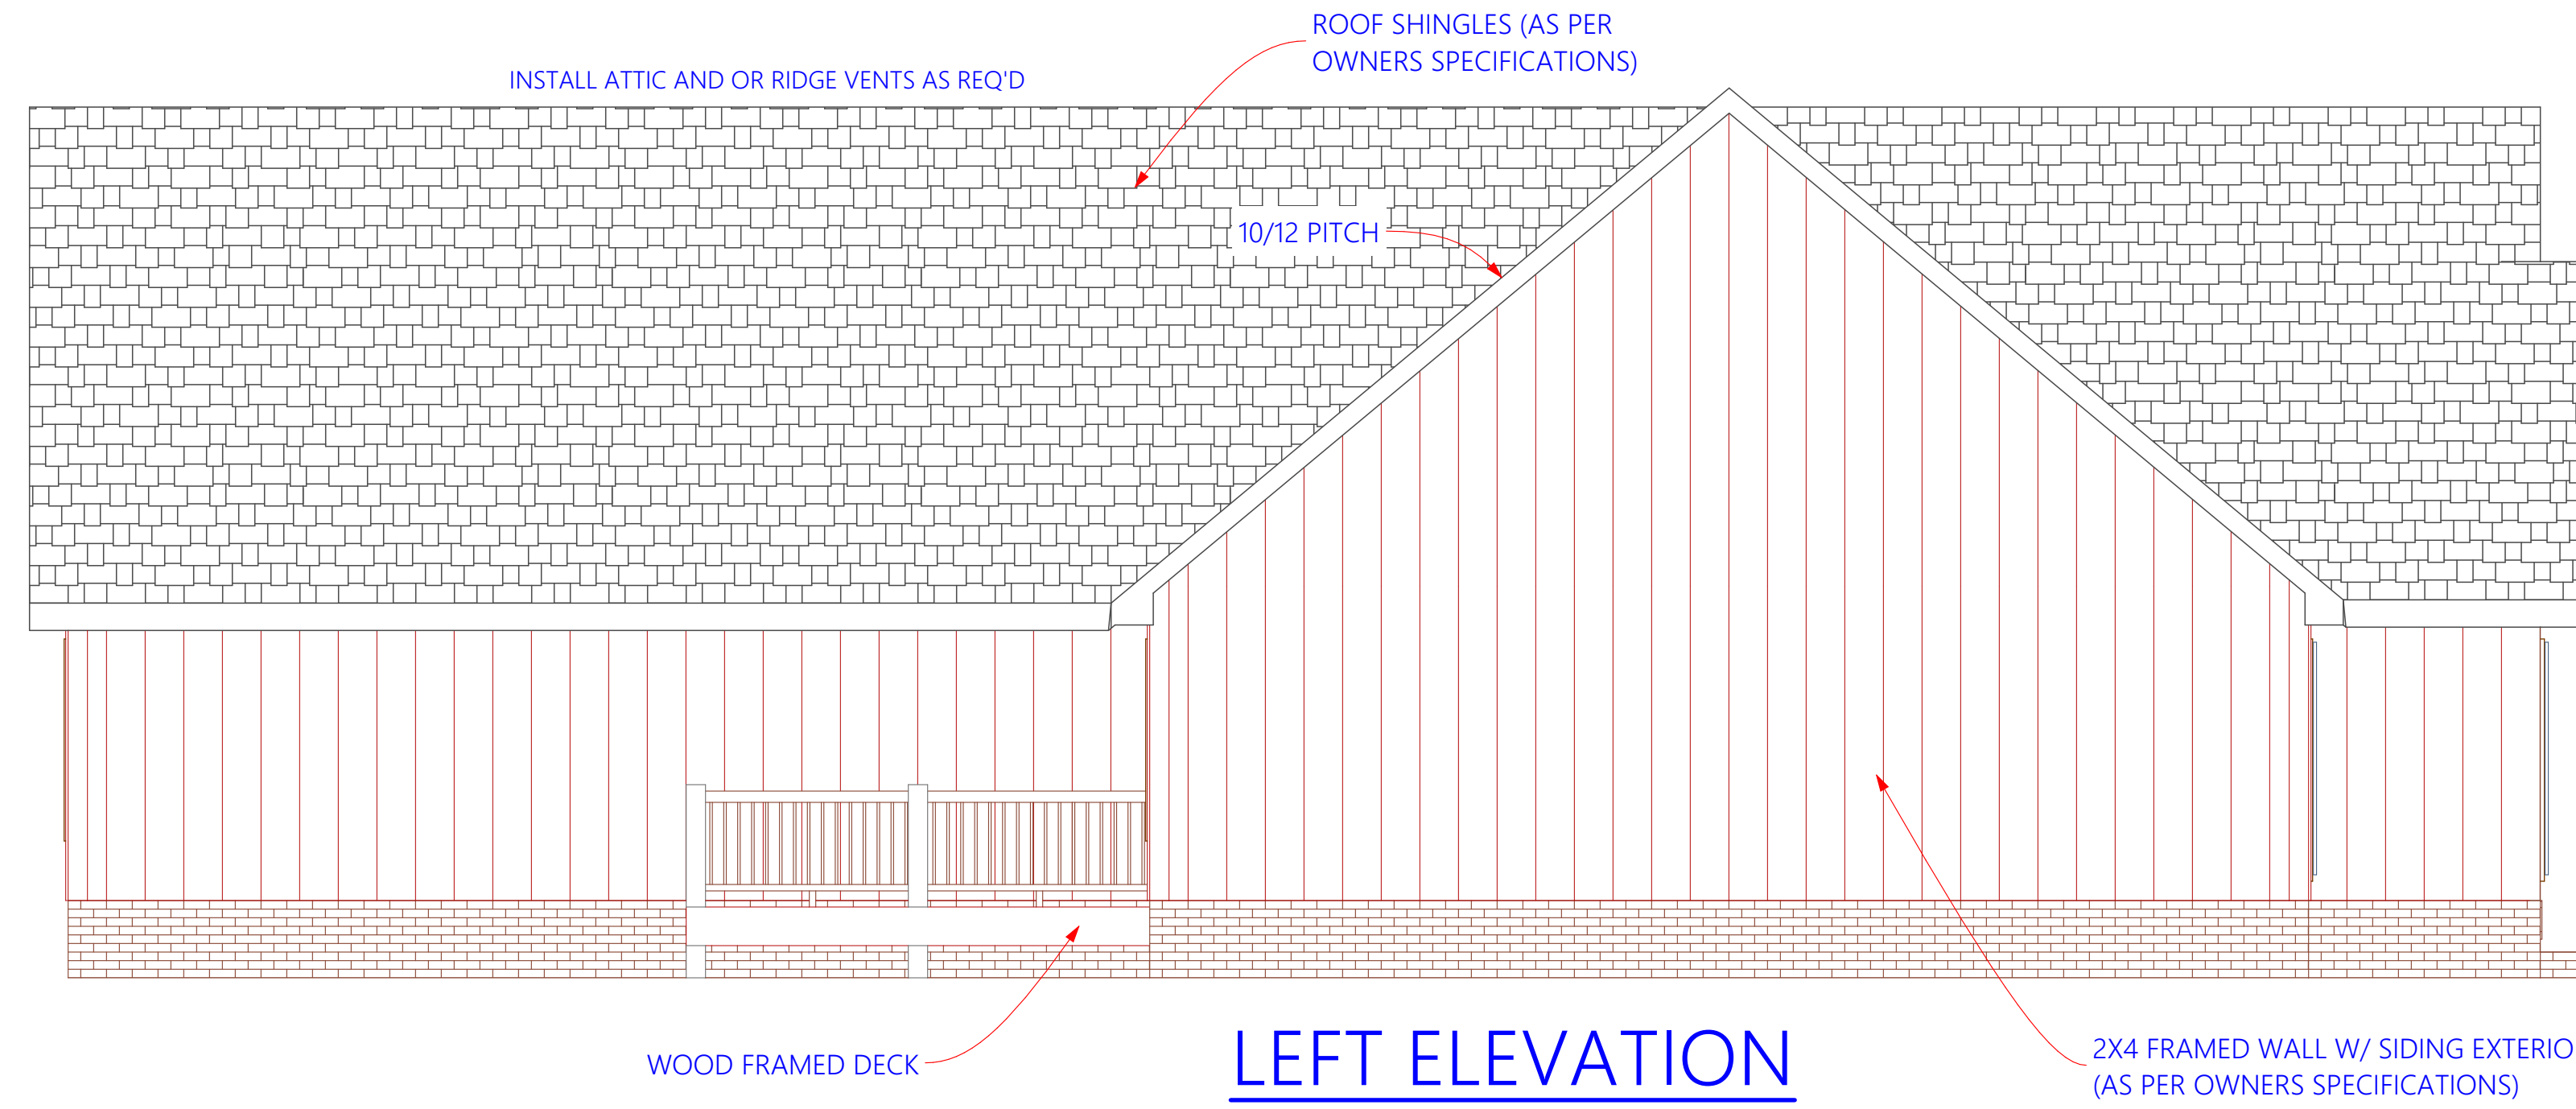 ROOF SHINGLES (AS PER
OWNERS SPECIFICATIONS)
INSTALL ATTIC AND OR RIDGE VENTS AS REQ'D
10/12 PITCH
WOOD FRAMED DECK
LEFT ELEVATION
2X4 FRAMED WALL W/ SIDING EXTERIO
(AS PER OWNERS SPECIFICATIONS)